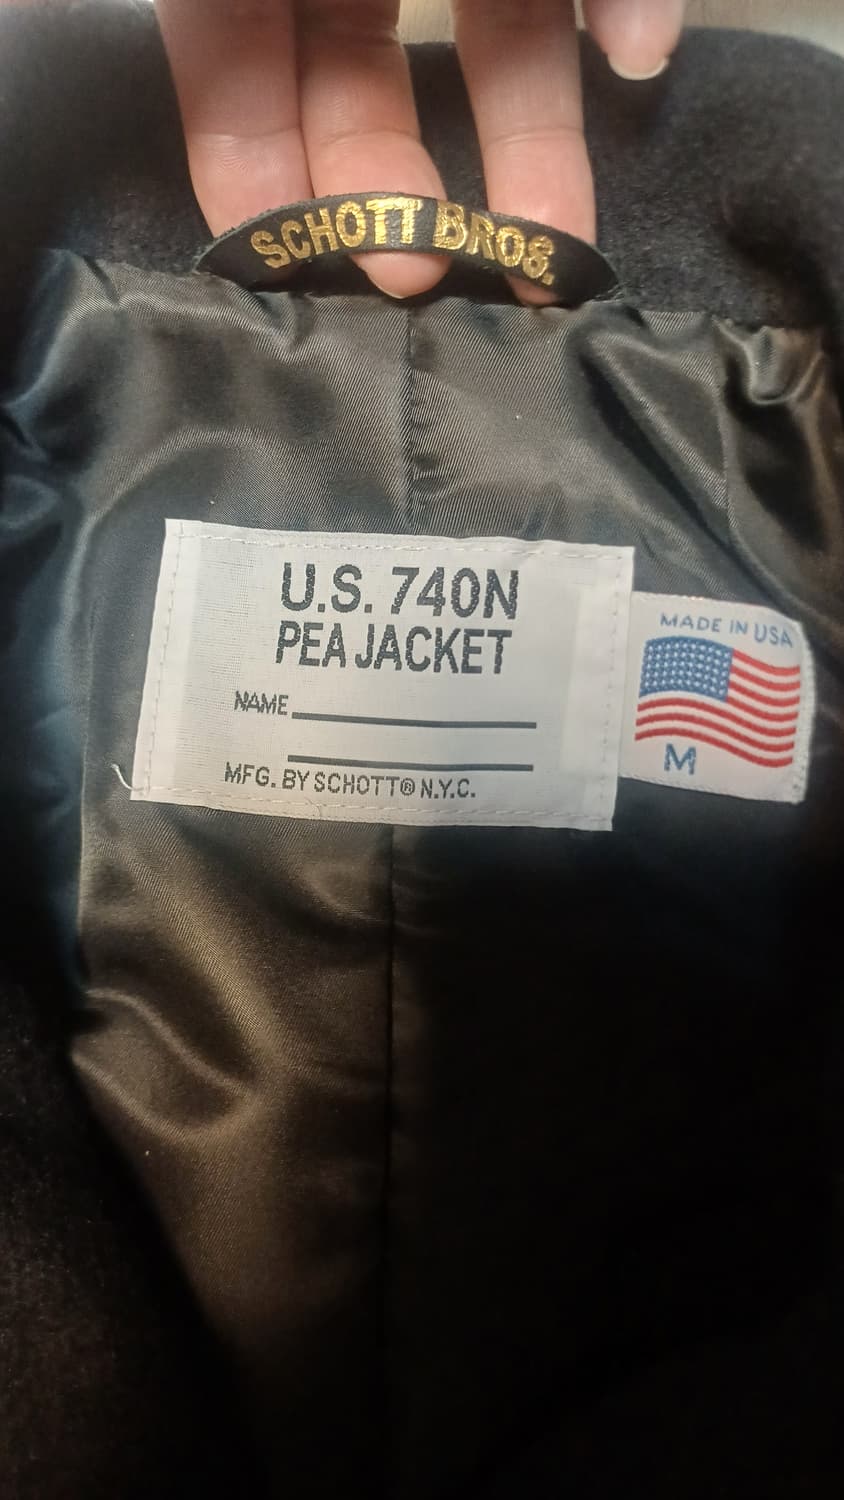 SCHOTT BROS.
U.S. 740N
PEA JACKET
NAME
MFG. BY SCHOTT® N.Y.C.
MADE IN USA
M